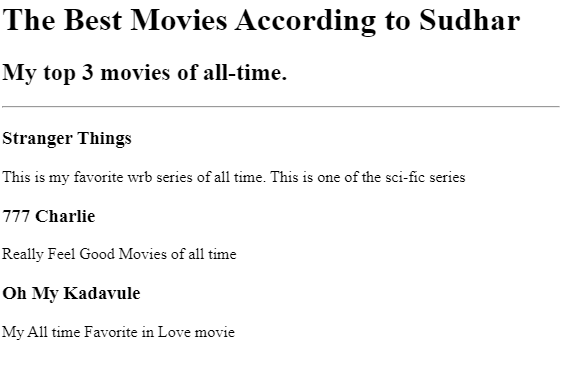 The Best Movies According to Sudhar
My top 3 movies of all-time.
Stranger Things
This is my favorite wrb series of all time. This is one of the sci-fic series
777 Charlie
Really Feel Good Movies of all time
Oh My Kadavule
My All time Favorite in Love movie